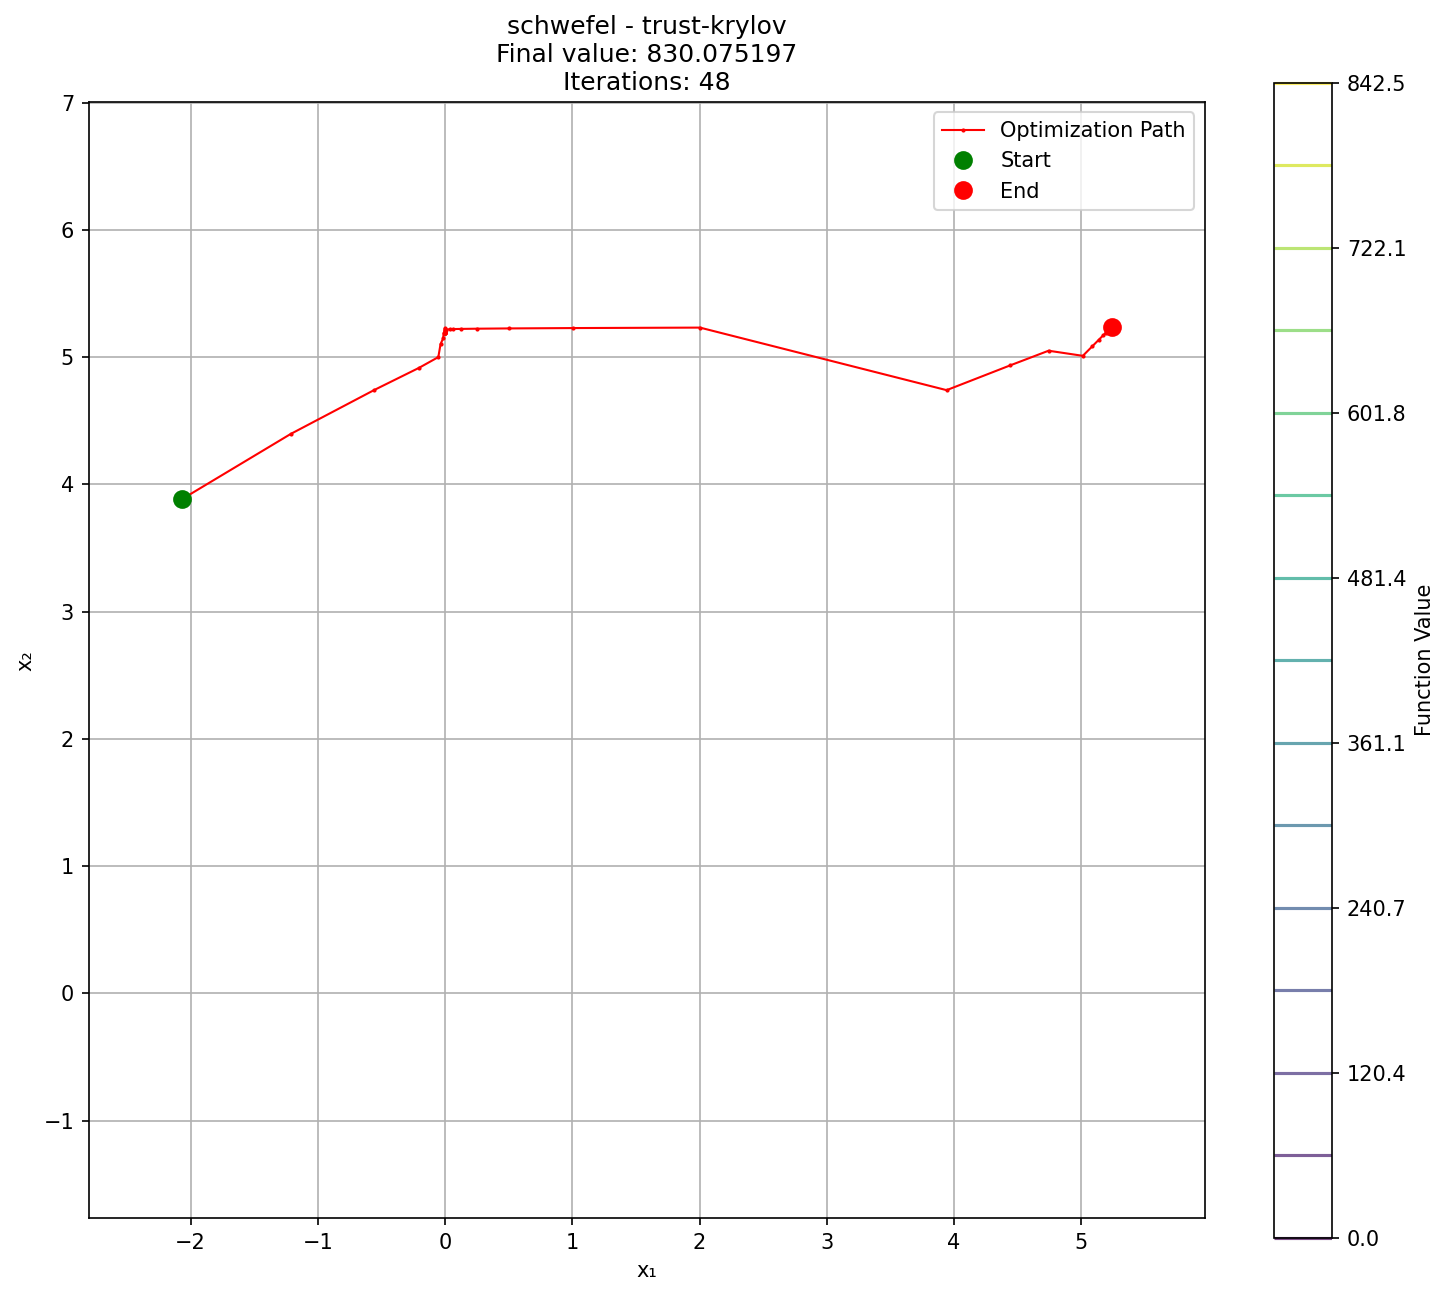 schwefel - trust-krylov
Final value: 830.075197
Iterations: 48
Optimization Path
Start
End
7
6
5
4
3
2
1
0
−1
x₂
−2
−1
0
1
2
3
4
5
x₁
842.5
722.1
601.8
481.4
361.1
240.7
120.4
0.0
Function Value